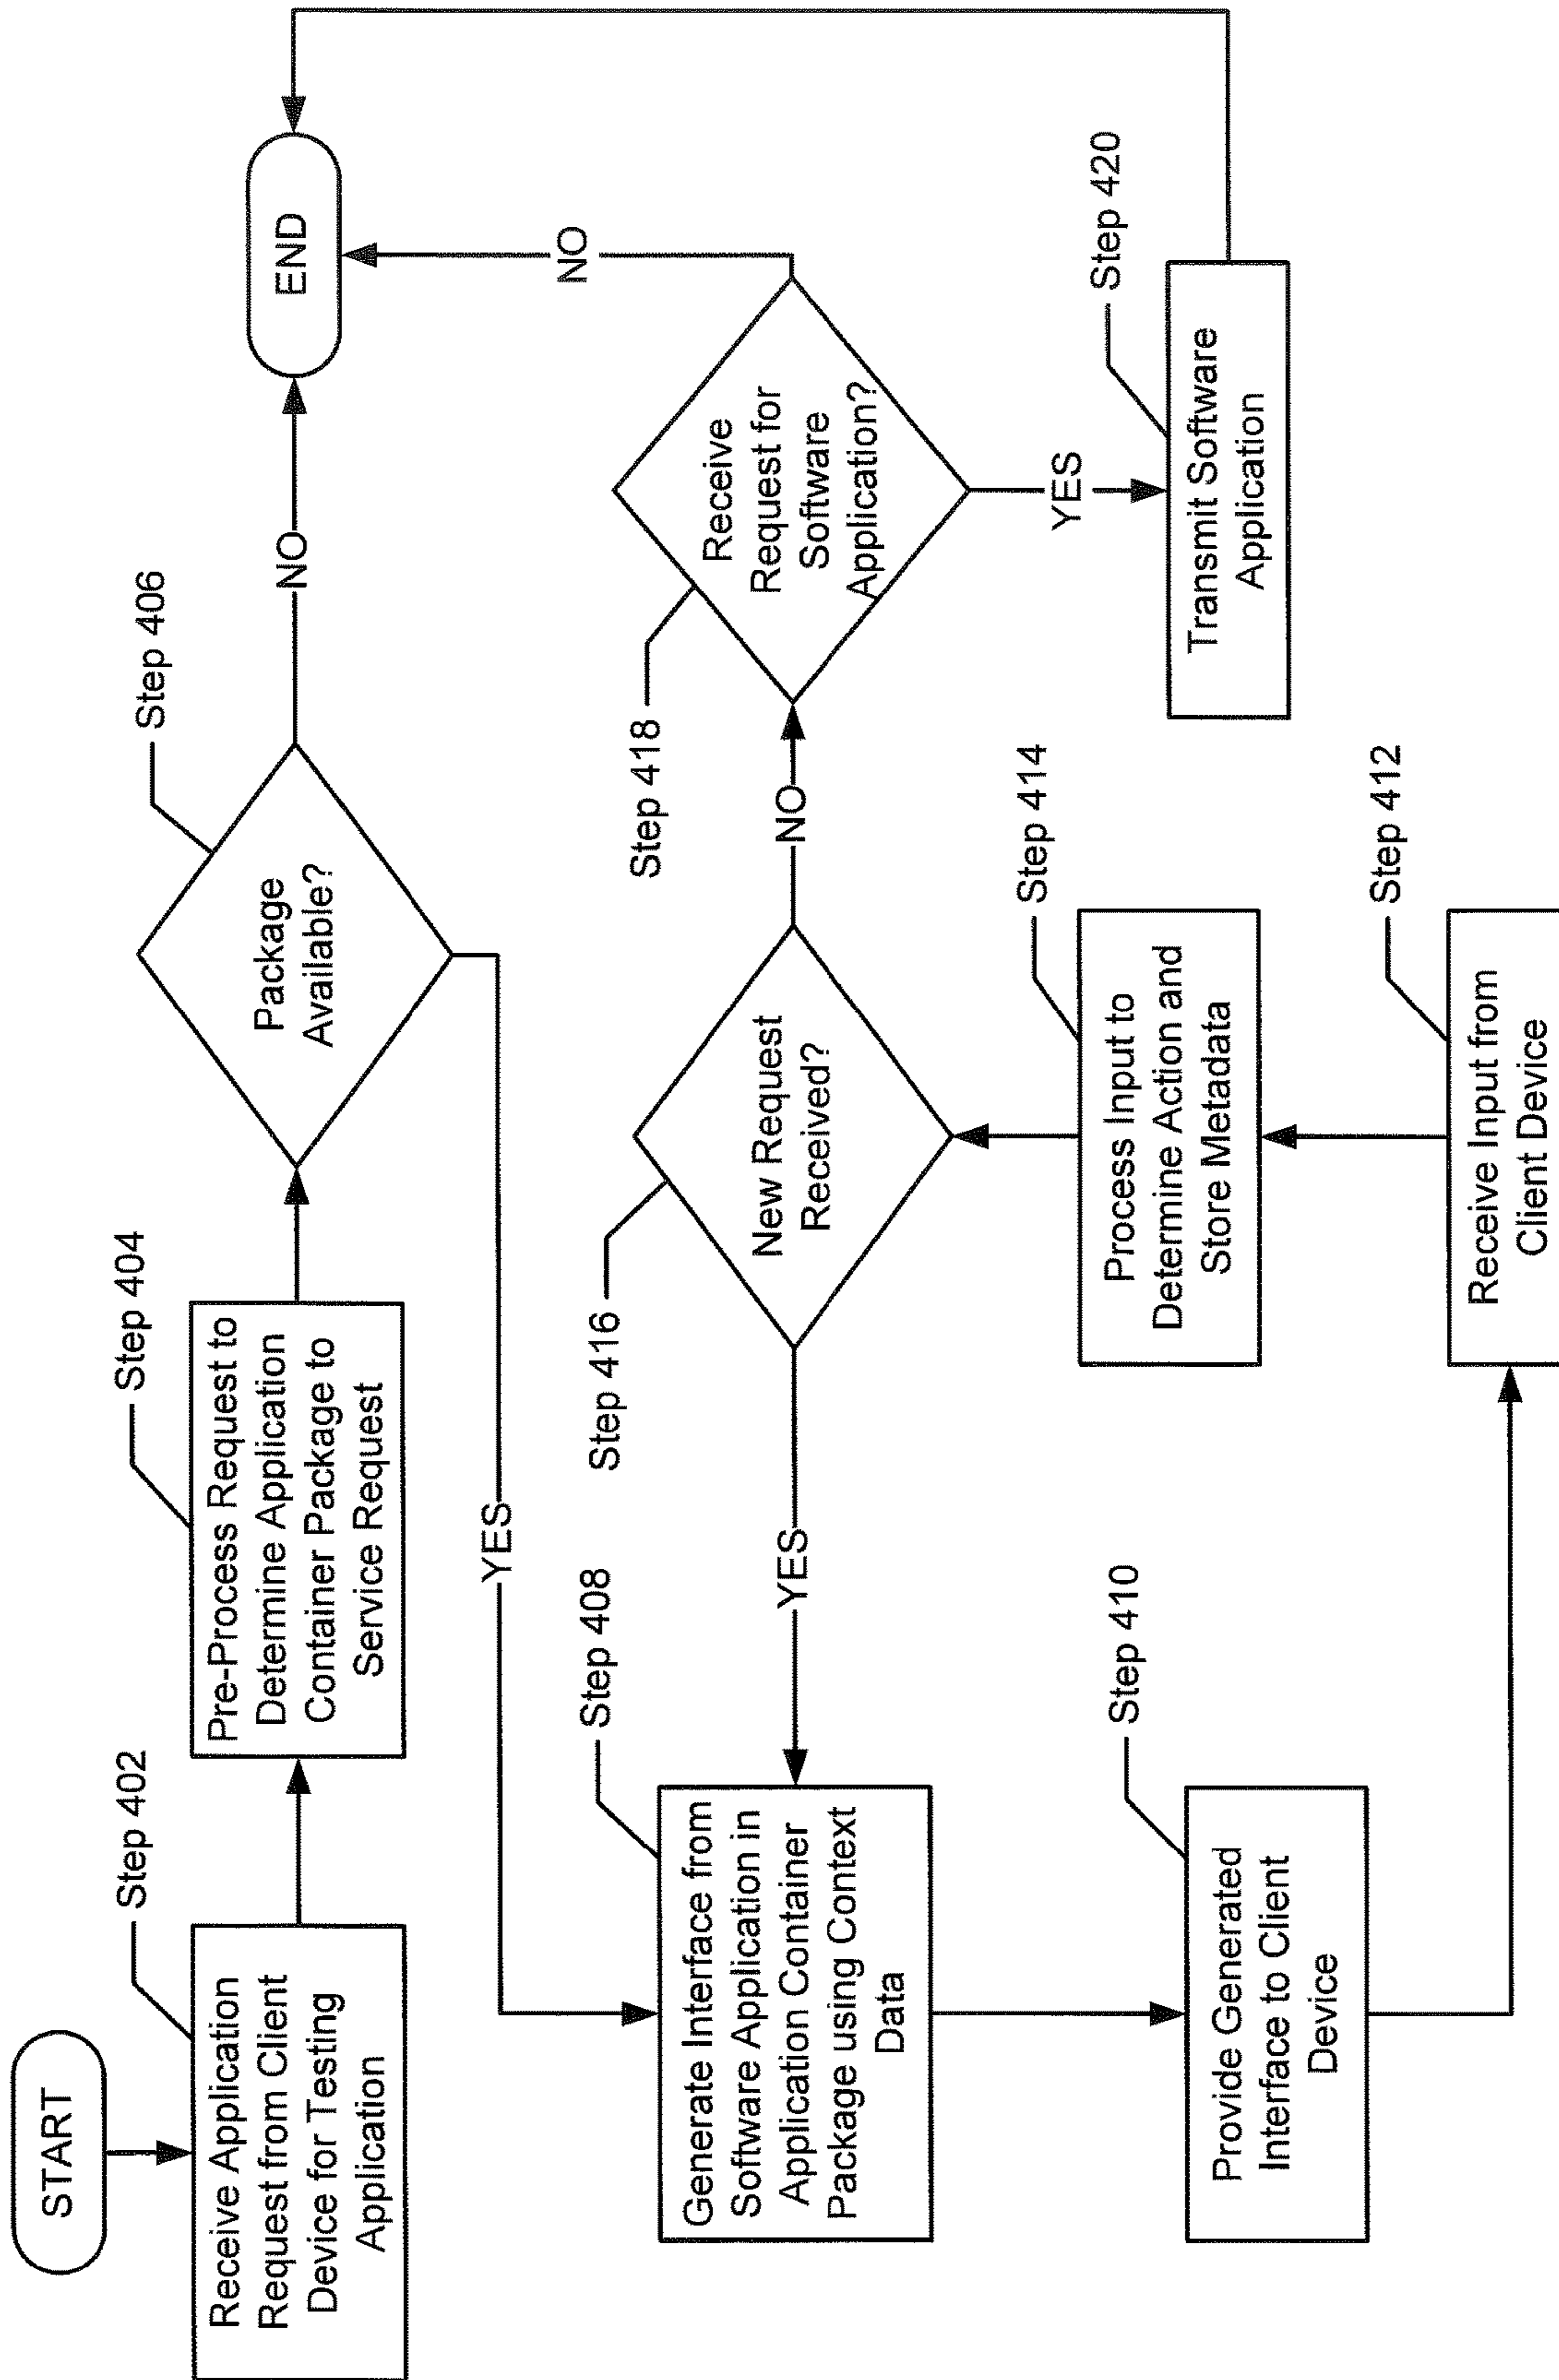 START
Step 402
Receive Application
Request from Client
Device for Testing
Application
Step 404
Pre-Process Request to
Determine Application
Container Package to
Service Request
Step 406
Package
Available?
NO
END
YES
Step 408
Generate Interface from
Software Application in
Application Container
Package using Context
Data
YES
Step 416
New Request
Received?
NO
Step 418
Receive
Request for
Software
Application?
NO
YES
Step 420
Transmit Software
Application
Step 410
Provide Generated
Interface to Client
Device
Step 414
Process Input to
Determine Action and
Store Metadata
Step 412
Receive Input from
Client Device